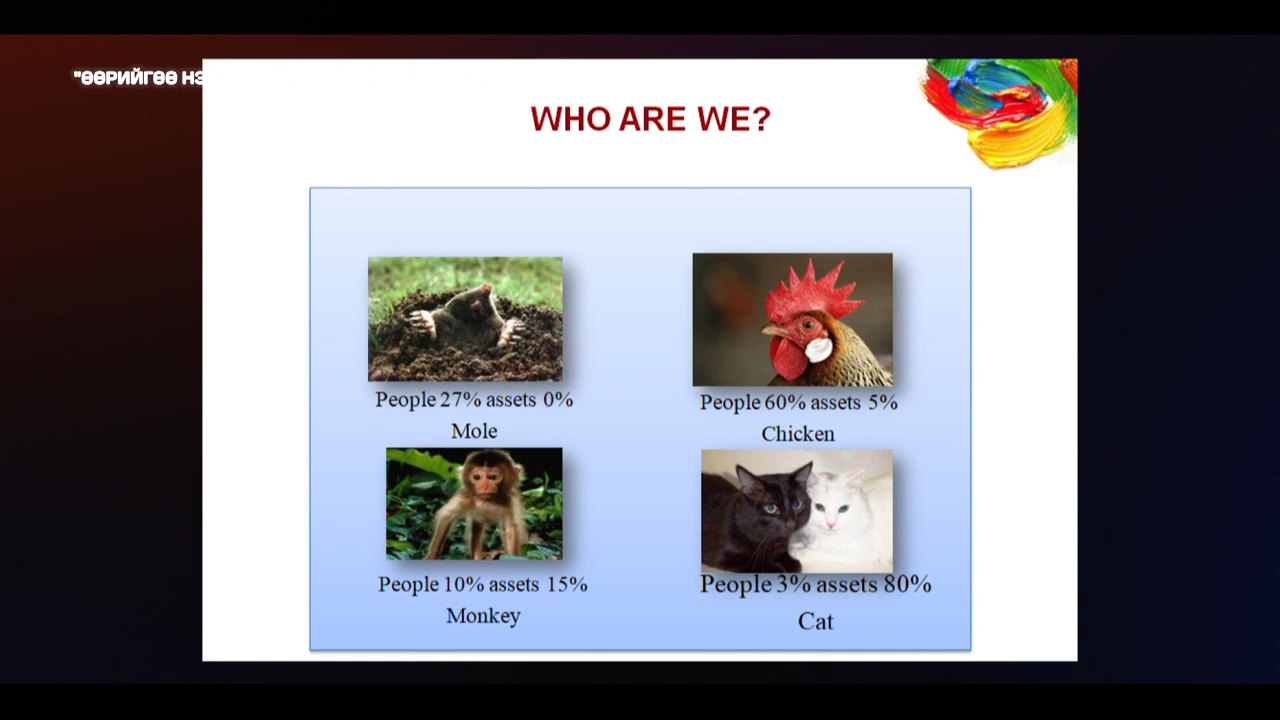 "ӨӨРИЙГӨӨ
WHO ARE WE?
People 27% assets 0%
Mole
People 60% assets 5%
Chicken
People 10% assets 15%
Monkey
People 3% assets 80%
Cat